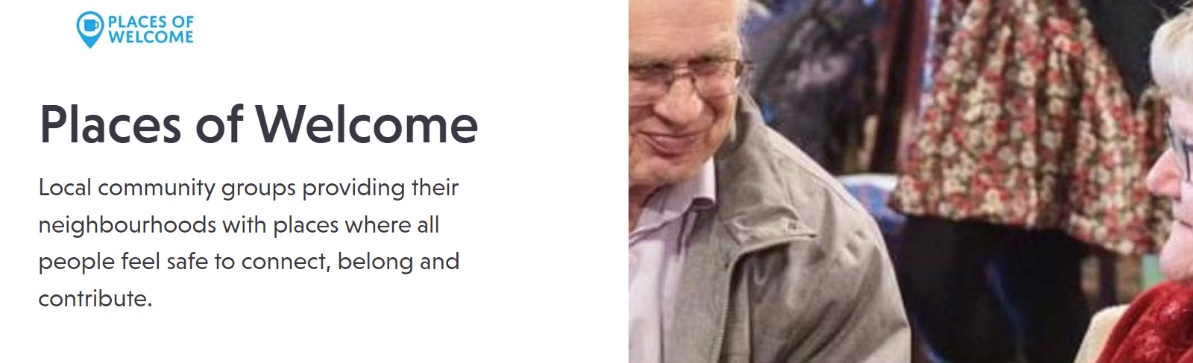 PLACES OF
WELCOME
Places of Welcome
Local community groups providing their
neighbourhoods with places where all
people feel safe to connect, belong and
contribute.